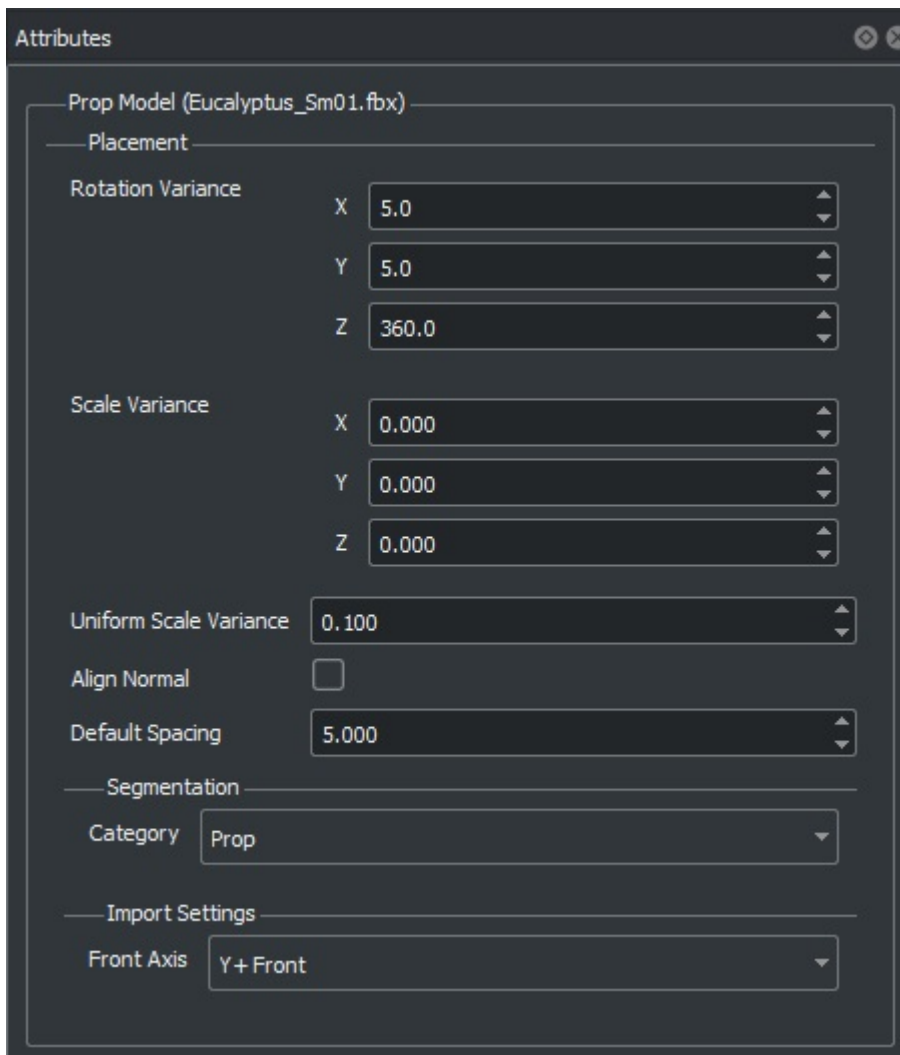 Attributes
Prop Model (Eucalyptus_Sm01.fbx)
Placement
Rotation Variance
X 5.0
Y 5.0
Z 360.0
Scale Variance
X 0.000
Y 0.000
Z 0.000
Uniform Scale Variance 0.100
Align Normal
Default Spacing 5.000
Segmentation
Category Prop
Import Settings
Front Axis Y+ Front